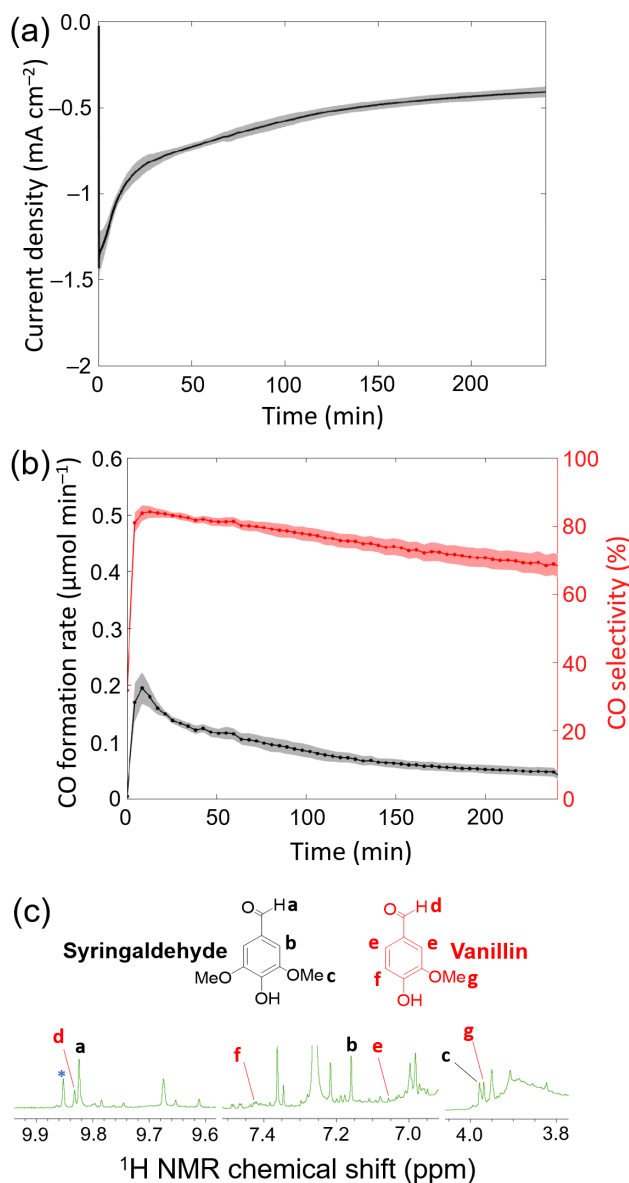 (a)
0.0
−0.5
−1
−1.5
−2
Current density (mA cm⁻²)
0 50 100 150 200
Time (min)
(b)
0.6
0.5
0.4
0.3
0.2
0.1
0
CO formation rate (µmol min⁻¹)
100
80
60
40
20
0
CO selectivity (%)
0 50 100 150 200
Time (min)
(c)
O H a O H d
Syringaldehyde b e e Vanillin
MeO OMe c f OMe g
OH OH
d a f b e c g
*
9.9 9.8 9.7 9.6 7.4 7.2 7.0 4.0 3.8
¹H NMR chemical shift (ppm)